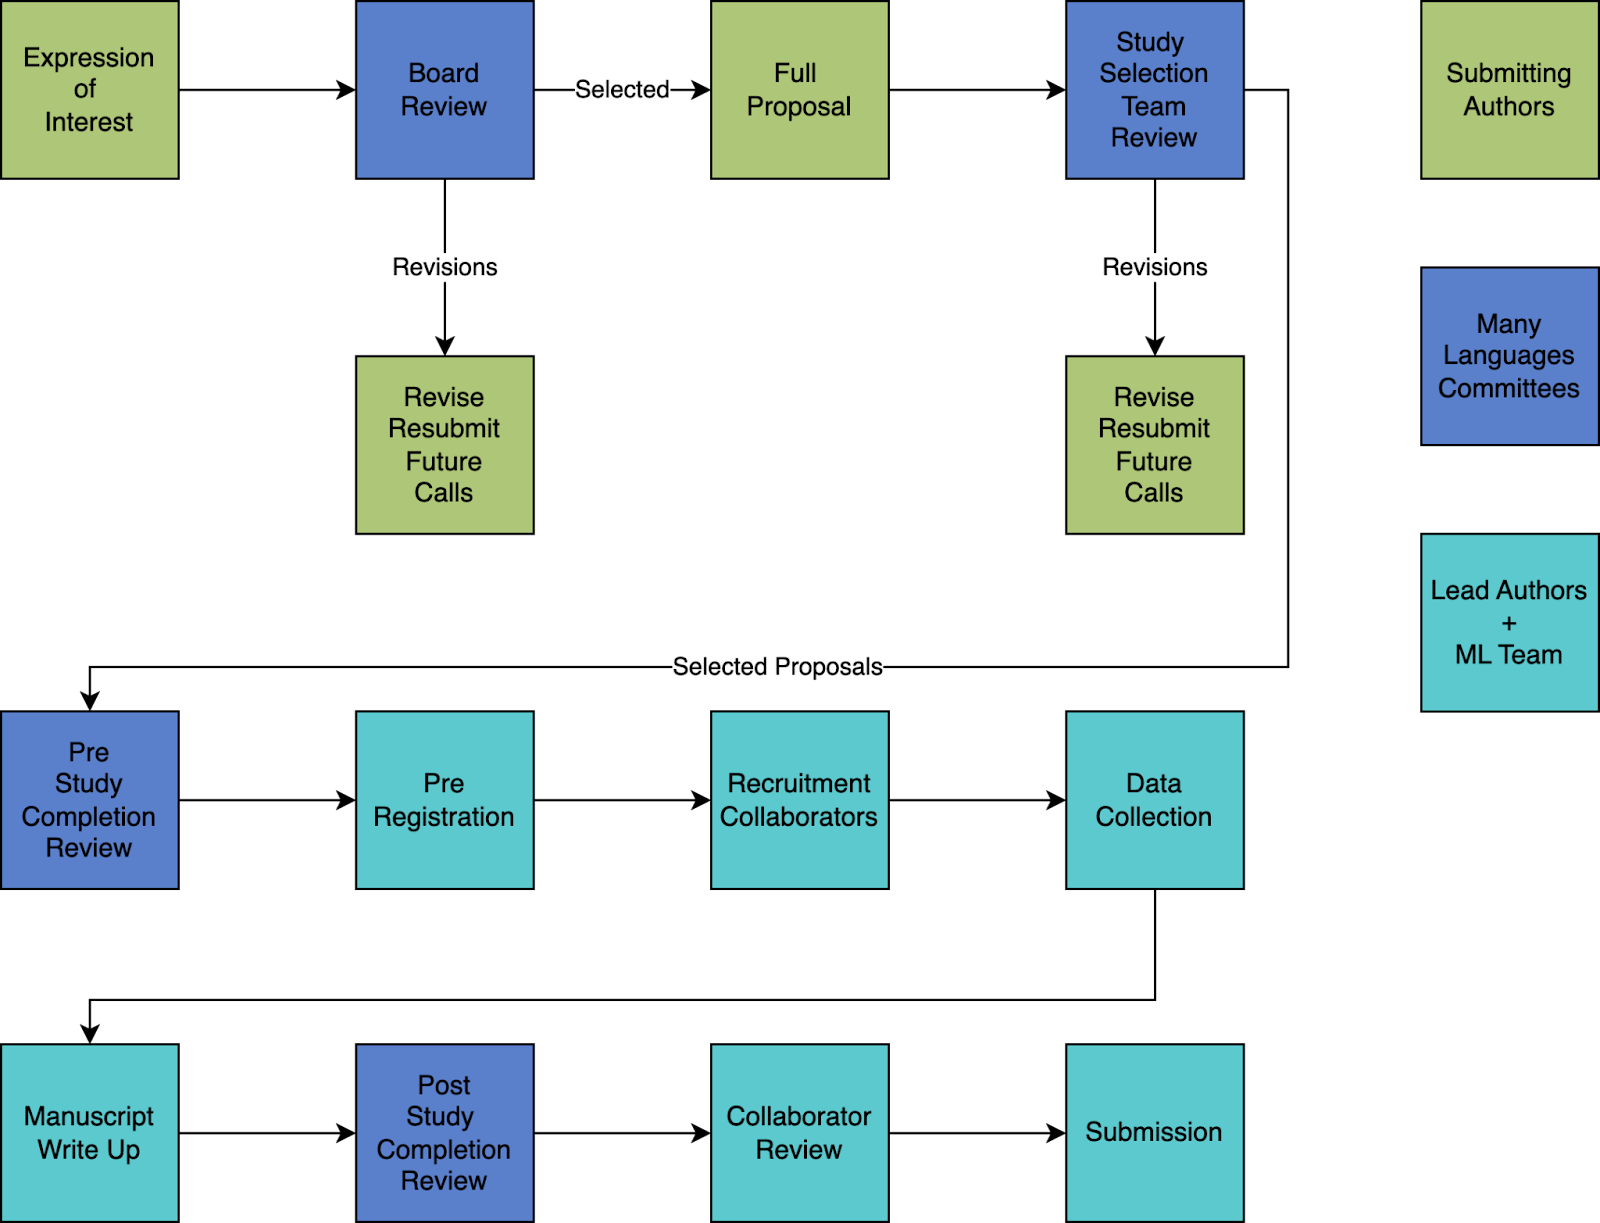 Expression
of
Interest
Board
Review
Selected
Full
Proposal
Study
Selection
Team
Review
Submitting
Authors
Revisions
Revisions
Many
Languages
Committees
Revise
Resubmit
Future
Calls
Revise
Resubmit
Future
Calls
Lead Authors
+
ML Team
Selected Proposals
Pre
Study
Completion
Review
Pre
Registration
Recruitment
Collaborators
Data
Collection
Manuscript
Write Up
Post
Study
Completion
Review
Collaborator
Review
Submission